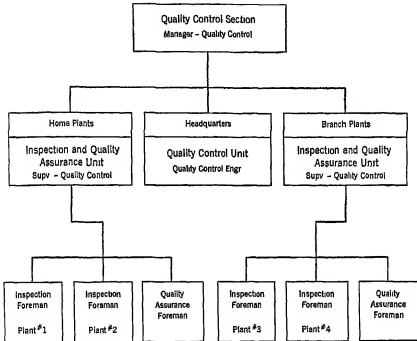 Quality Control Section
Manager – Quality Control
Home Plants
Inspection and Quality
Assurance Unit
Supv – Quality Control
Headquarters
Quality Control Unit
Quality Control Engr
Branch Plants
Inspection and Quality
Assurance Unit
Supv – Quality Control
Inspection
Foreman
Plant #1
Inspection
Foreman
Plant #2
Quality
Assurance
Foreman
Inspection
Foreman
Plant #3
Inspection
Foreman
Plant #4
Quality
Assurance
Foreman